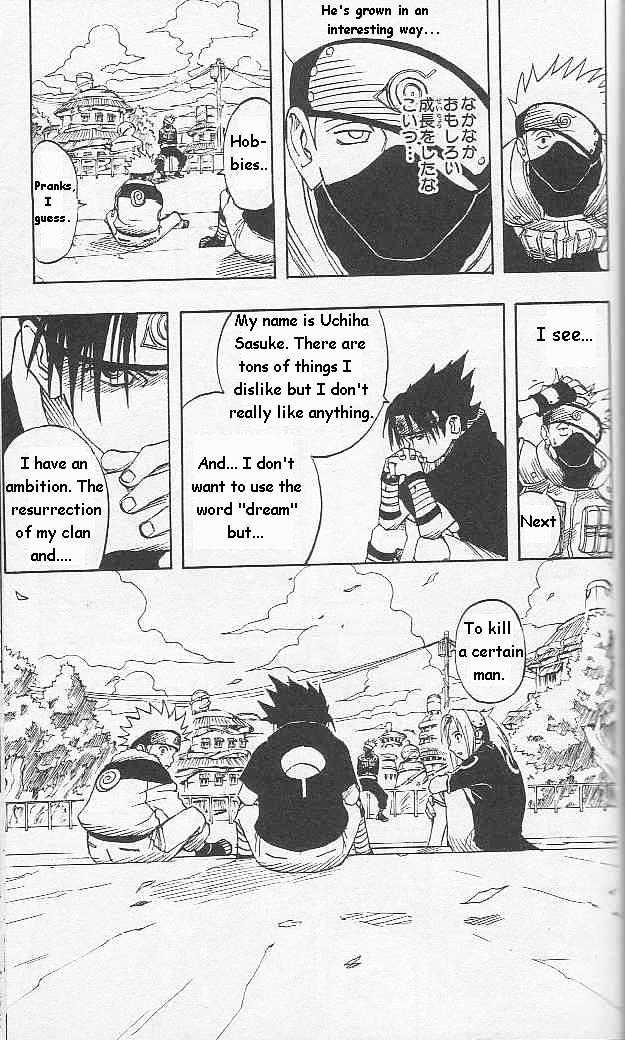 He's grown in an
interesting way...
なかなか
おもしろい
成長をしたな
こいつ…
Hob-
bies..
Pranks,
I
guess.
I see...
Next
My name is Uchiha
Sasuke. There are
tons of things I
dislike but I don't
really like anything.
And... I don't
want to use the
word "dream"
but...
I have an
ambition. The
resurrection
of my clan
and....
To kill
a certain
man.